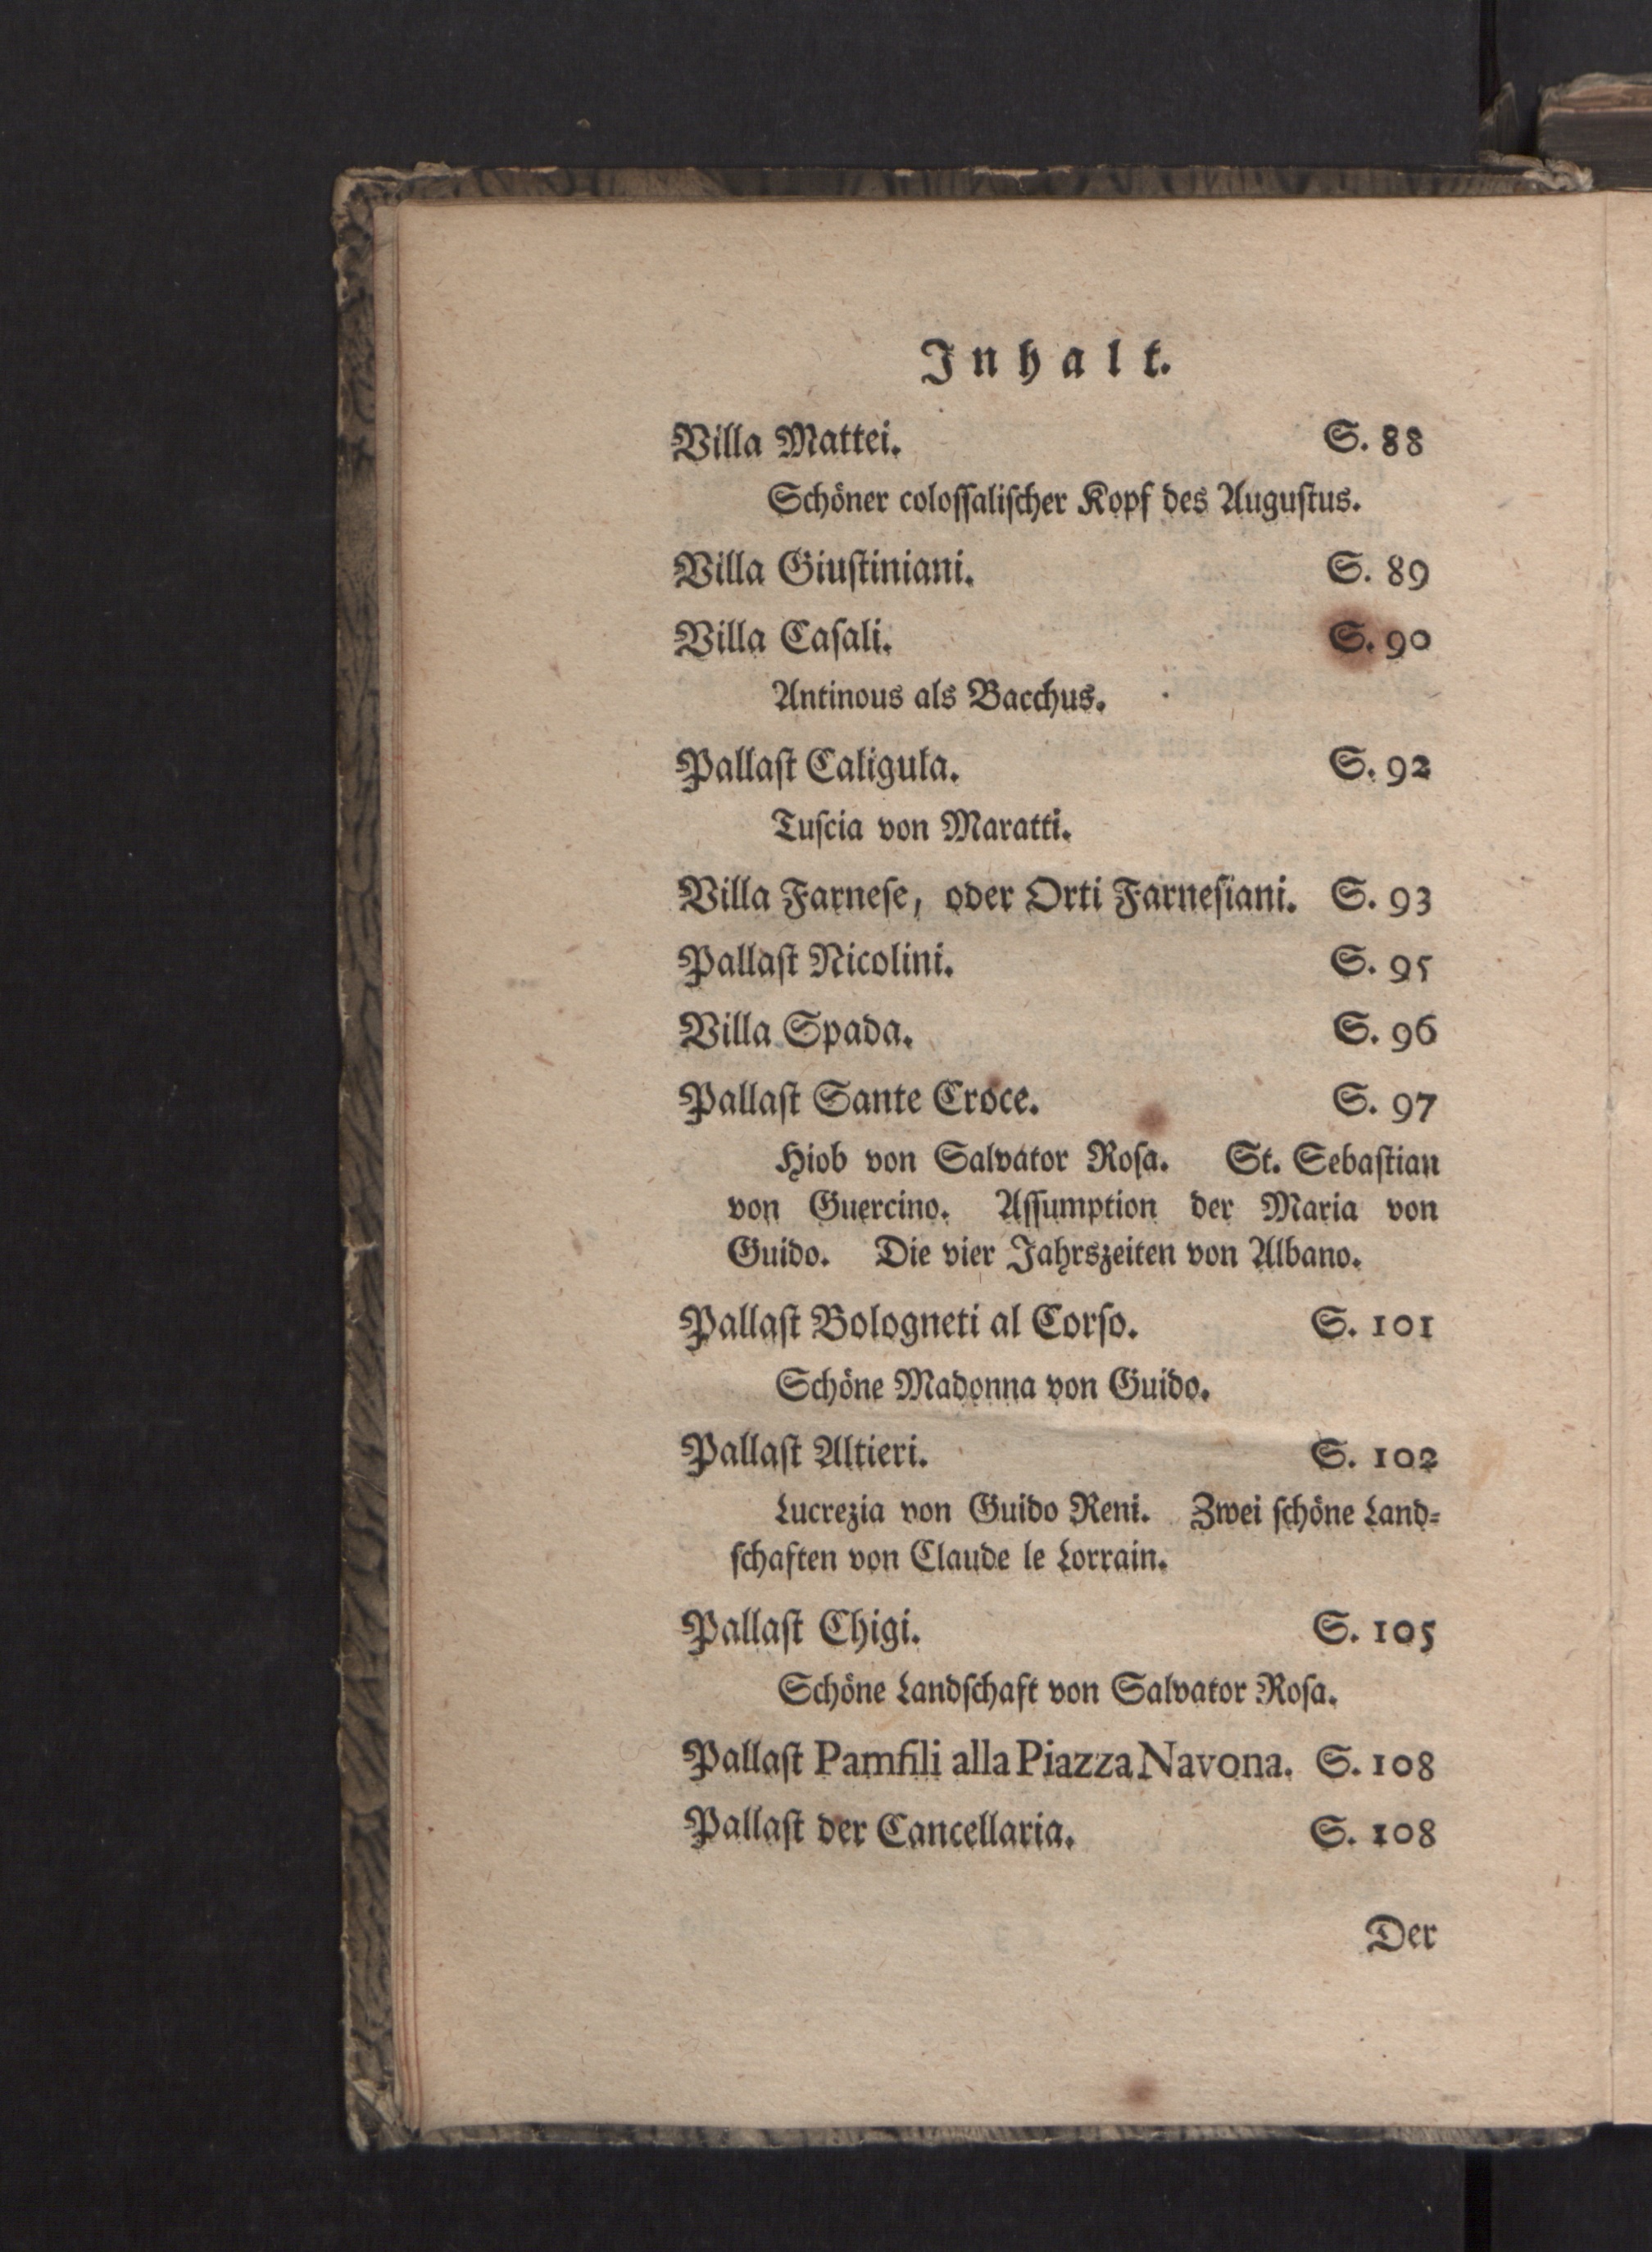 Inhalt.
Villa Mattei. S. 88
Schöner coloſſaliſcher Kopf des Auguſtus.
Villa Giuſtiniani. S. 89
Villa Caſali. S. 90
Antinous als Bacchus.
Pallaſt Caligula. S. 92
Tuſcia von Maratti.
Villa Farneſe, oder Orti Farneſiani. S. 93
Pallaſt Nicolini. S. 95
Villa Spada. S. 96
Pallaſt Sante Croce. S. 97
Hiob von Salvator Roſa. St. Sebaſtian
von Guercino. Aſſumption der Maria von
Guido. Die vier Jahrszeiten von Albano.
Pallaſt Bologneti al Corſo. S. 101
Schöne Madonna von Guido.
Pallaſt Altieri. S. 102
Lucrezia von Guido Reni. Zwei ſchöne Land-
ſchaften von Claude le Lorrain.
Pallaſt Chigi. S. 105
Schöne Landſchaft von Salvator Roſa.
Pallaſt Pamfili alla Piazza Navona. S. 108
Pallaſt der Cancellaria. S. 108
Der